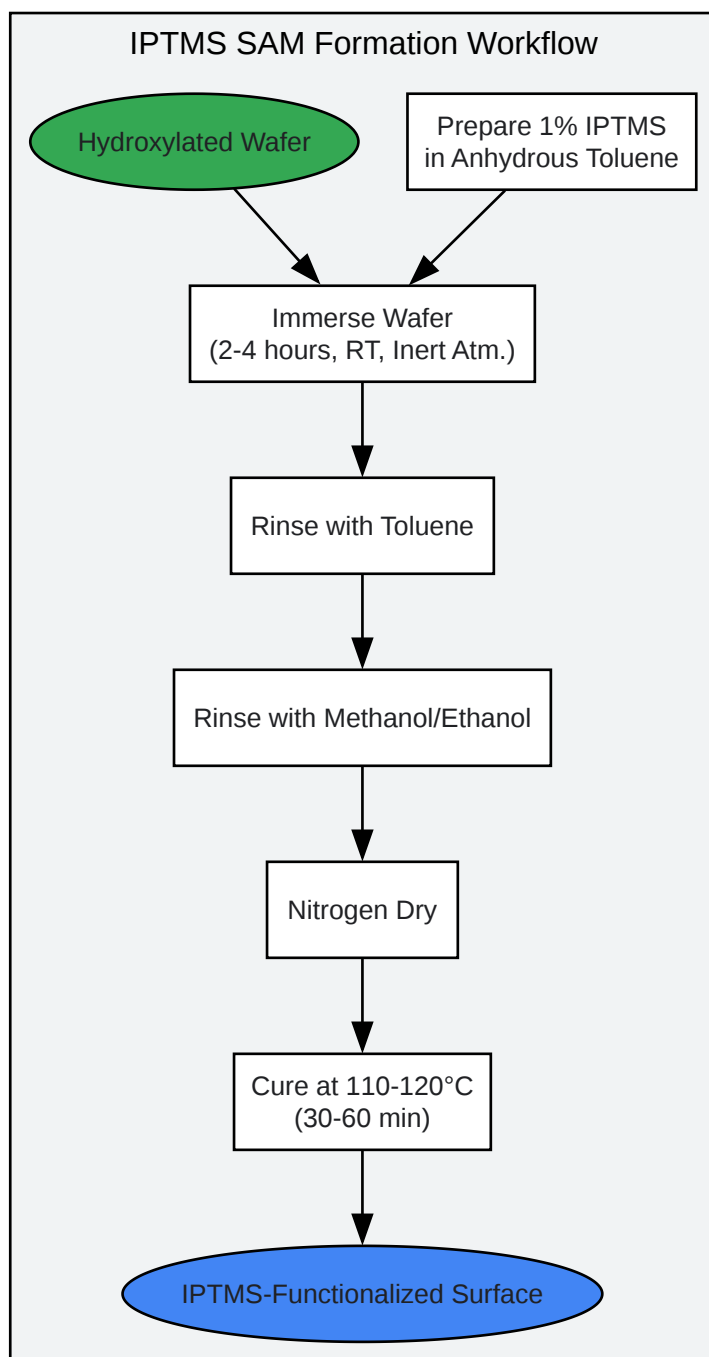 IPTMS SAM Formation Workflow
Hydroxylated Wafer
Prepare 1% IPTMS
in Anhydrous Toluene
Immerse Wafer
(2-4 hours, RT, Inert Atm.)
Rinse with Toluene
Rinse with Methanol/Ethanol
Nitrogen Dry
Cure at 110-120°C
(30-60 min)
IPTMS-Functionalized Surface